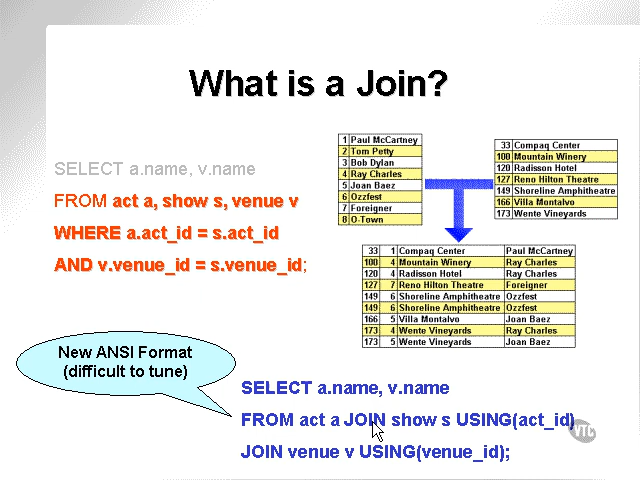 What is a Join?
SELECT a.name, v.name
FROM act a, show s, venue v
WHERE a.act_id = s.act_id
AND v.venue_id = s.venue_id;
1 Paul McCartney
2 Tom Petty
3 Bob Dylan
4 Ray Charles
5 Joan Baez
6 Ozzfest
7 Foreigner
8 O-Town
33 Compaq Center
100 Mountain Winery
120 Radisson Hotel
127 Reno Hilton Theatre
149 Shoreline Amphitheatre
166 Villa Montalvo
173 Wente Vineyards
33 1 Compaq Center Paul McCartney
100 4 Mountain Winery Ray Charles
120 4 Radisson Hotel Ray Charles
127 7 Reno Hilton Theatre Foreigner
149 6 Shoreline Amphitheatre Ozzfest
149 6 Shoreline Amphitheatre Ozzfest
166 5 Villa Montalvo Joan Baez
173 4 Wente Vineyards Ray Charles
173 5 Wente Vineyards Joan Baez
New ANSI Format
(difficult to tune)
SELECT a.name, v.name
FROM act a JOIN show s USING(act_id)
JOIN venue v USING(venue_id);
VTC